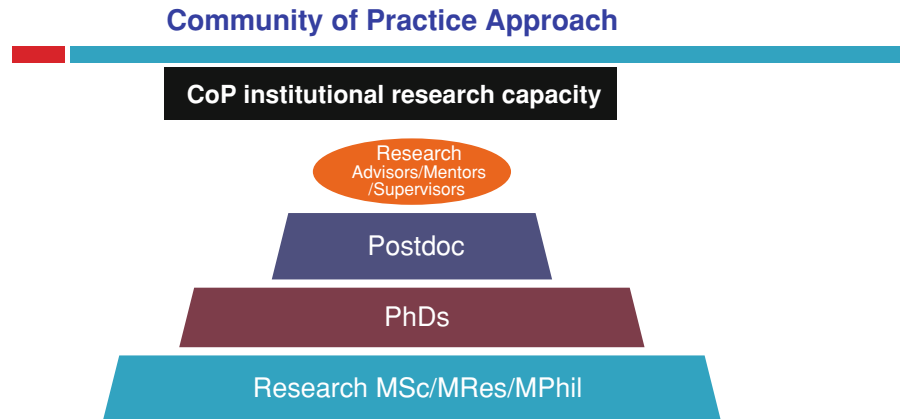 Community of Practice Approach
CoP institutional research capacity
Research
Advisors/Mentors
/Supervisors
Postdoc
PhDs
Research MSc/MRes/MPhil